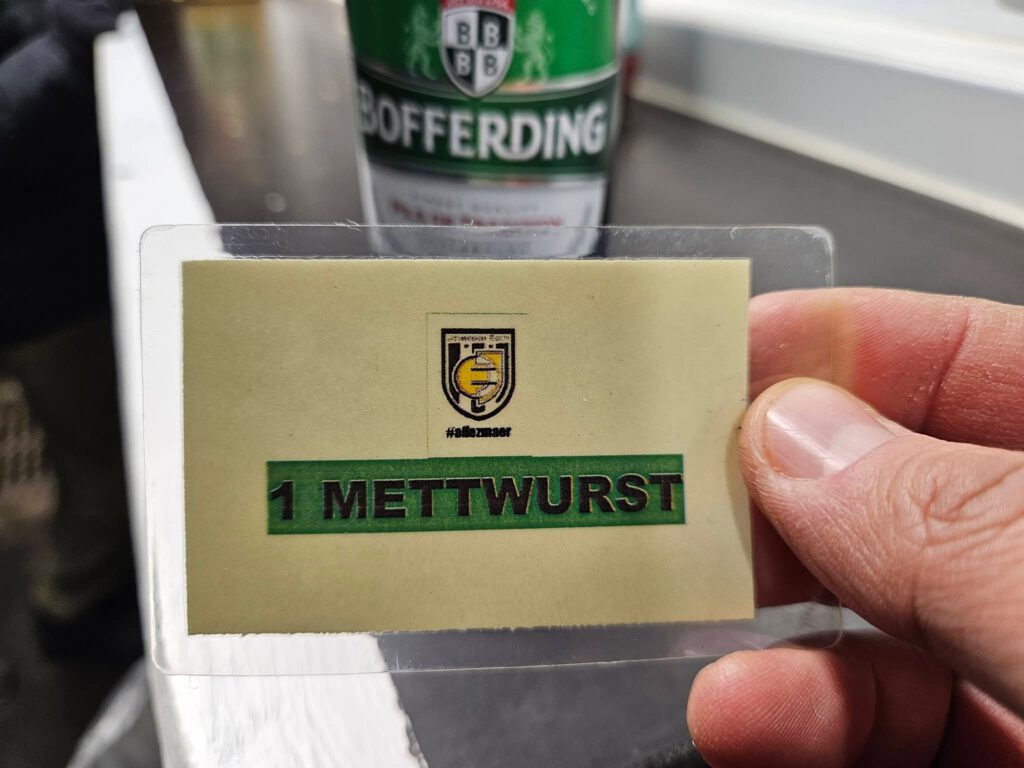 B B
B B
BOFFERDING
#allezmaer
1 METTWURST